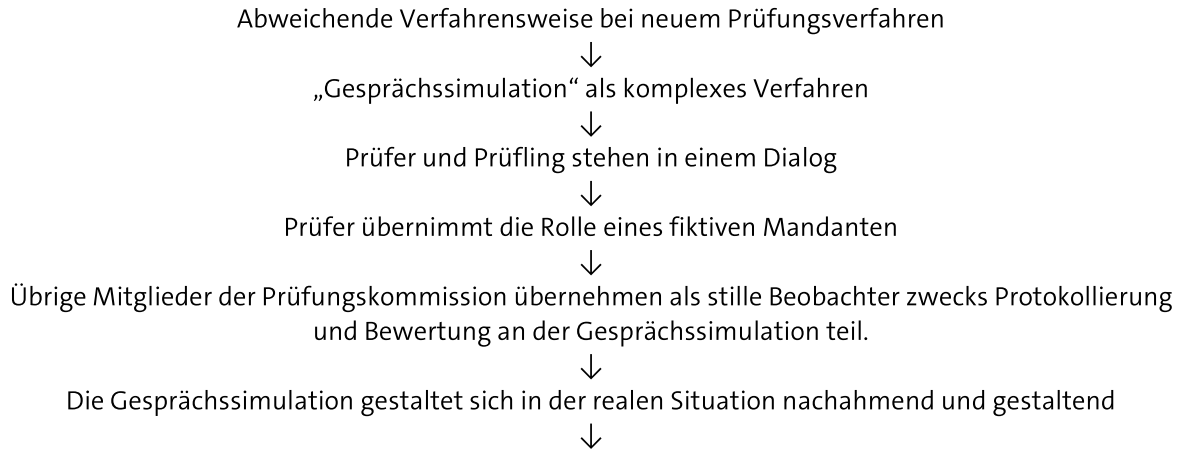 Abweichende Verfahrensweise bei neuem Prüfungsverfahren
↓
„Gesprächssimulation“ als komplexes Verfahren
↓
Prüfer und Prüfling stehen in einem Dialog
↓
Prüfer übernimmt die Rolle eines fiktiven Mandanten
↓
Übrige Mitglieder der Prüfungskommission übernehmen als stille Beobachter zwecks Protokollierung
und Bewertung an der Gesprächssimulation teil.
↓
Die Gesprächssimulation gestaltet sich in der realen Situation nachahmend und gestaltend
↓